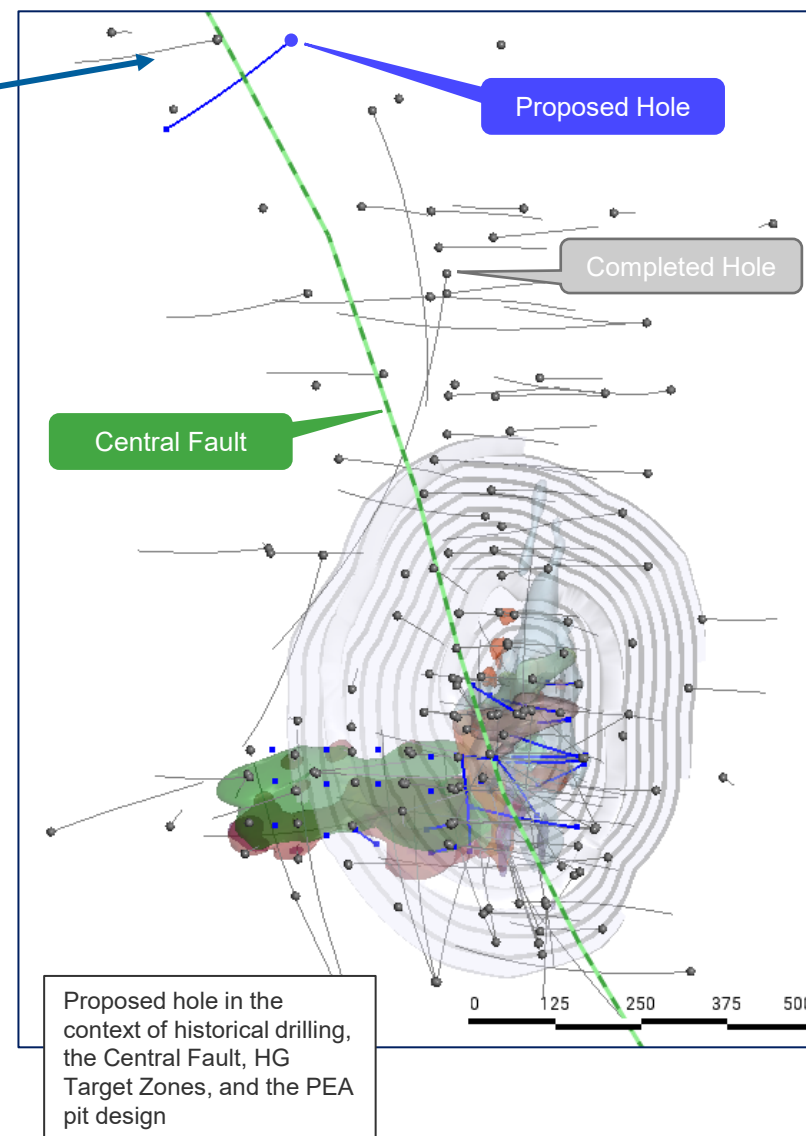 Proposed Hole
Completed Hole
Central Fault
0 125 250 375 500
Proposed hole in the
context of historical drilling,
the Central Fault, HG
Target Zones, and the PEA
pit design